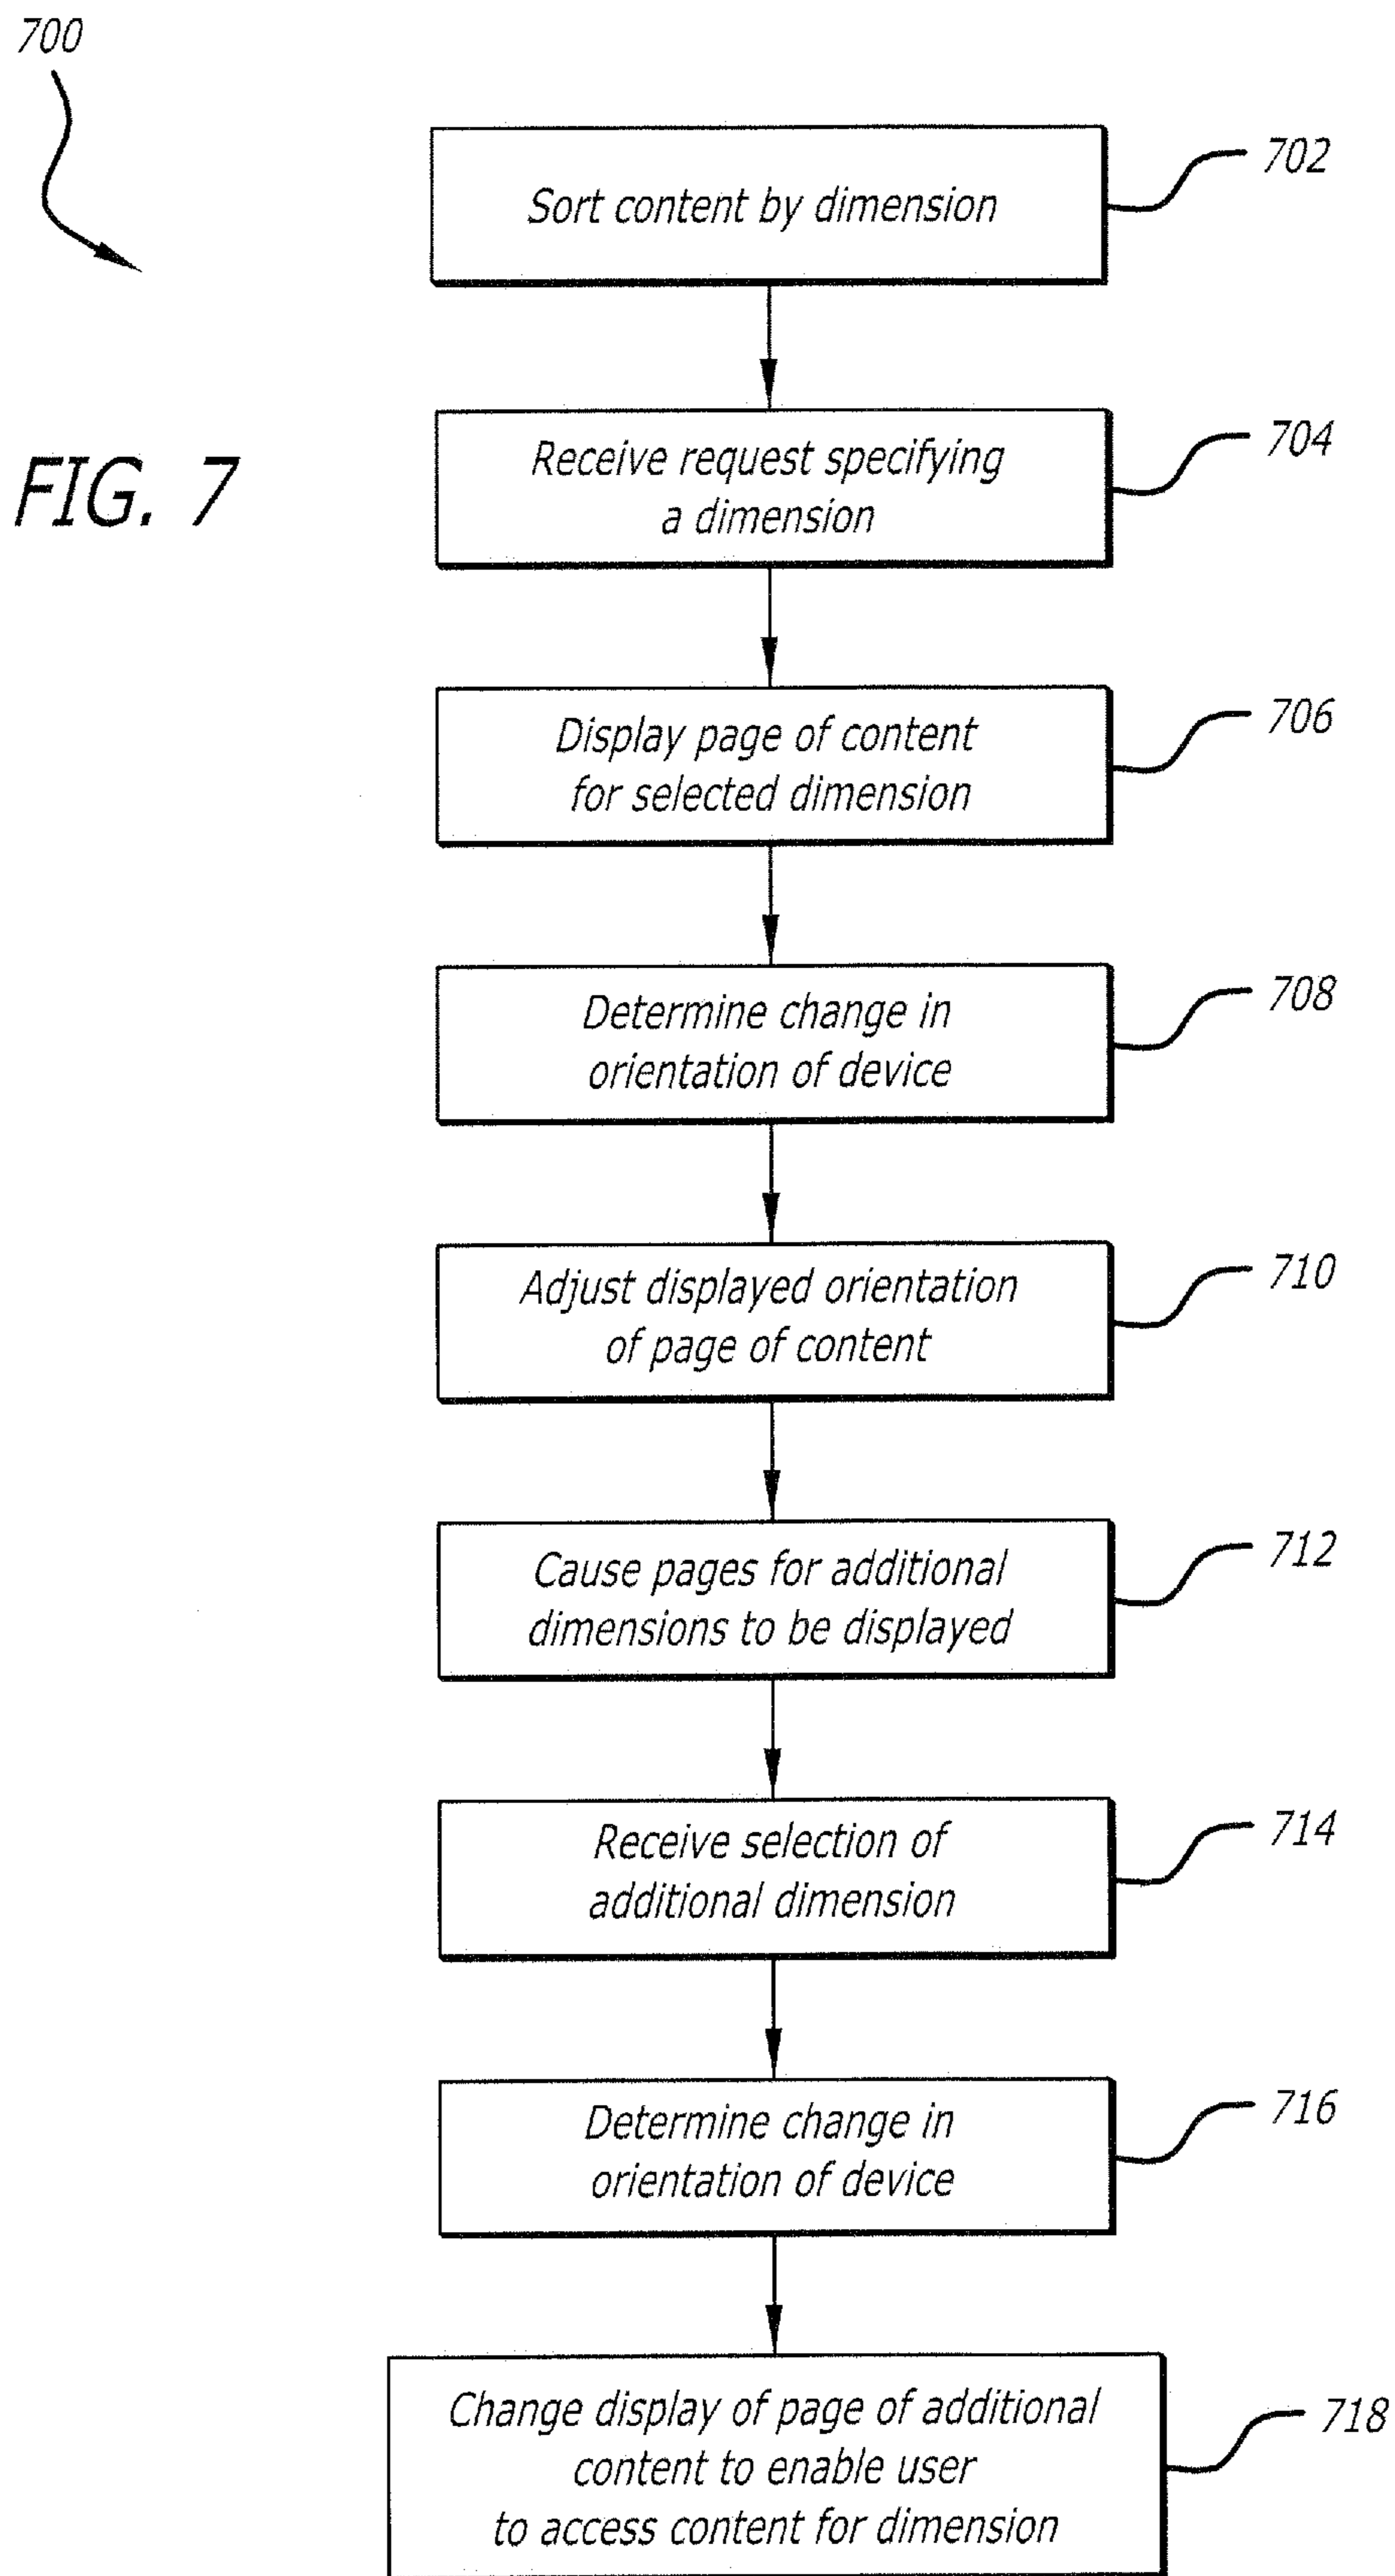 700
Sort content by dimension
702
FIG. 7
Receive request specifying
a dimension
704
Display page of content
for selected dimension
706
Determine change in
orientation of device
708
Adjust displayed orientation
of page of content
710
Cause pages for additional
dimensions to be displayed
712
Receive selection of
additional dimension
714
Determine change in
orientation of device
716
Change display of page of additional
content to enable user
to access content for dimension
718